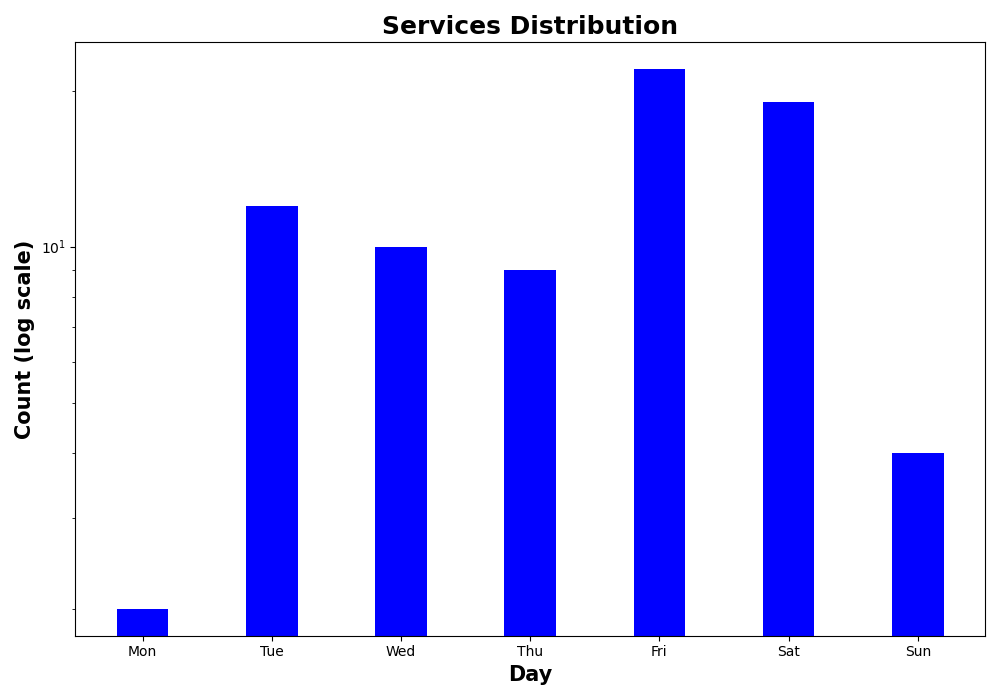 Services Distribution
Count (log scale)
10¹
Mon Tue Wed Thu Fri Sat Sun
Day